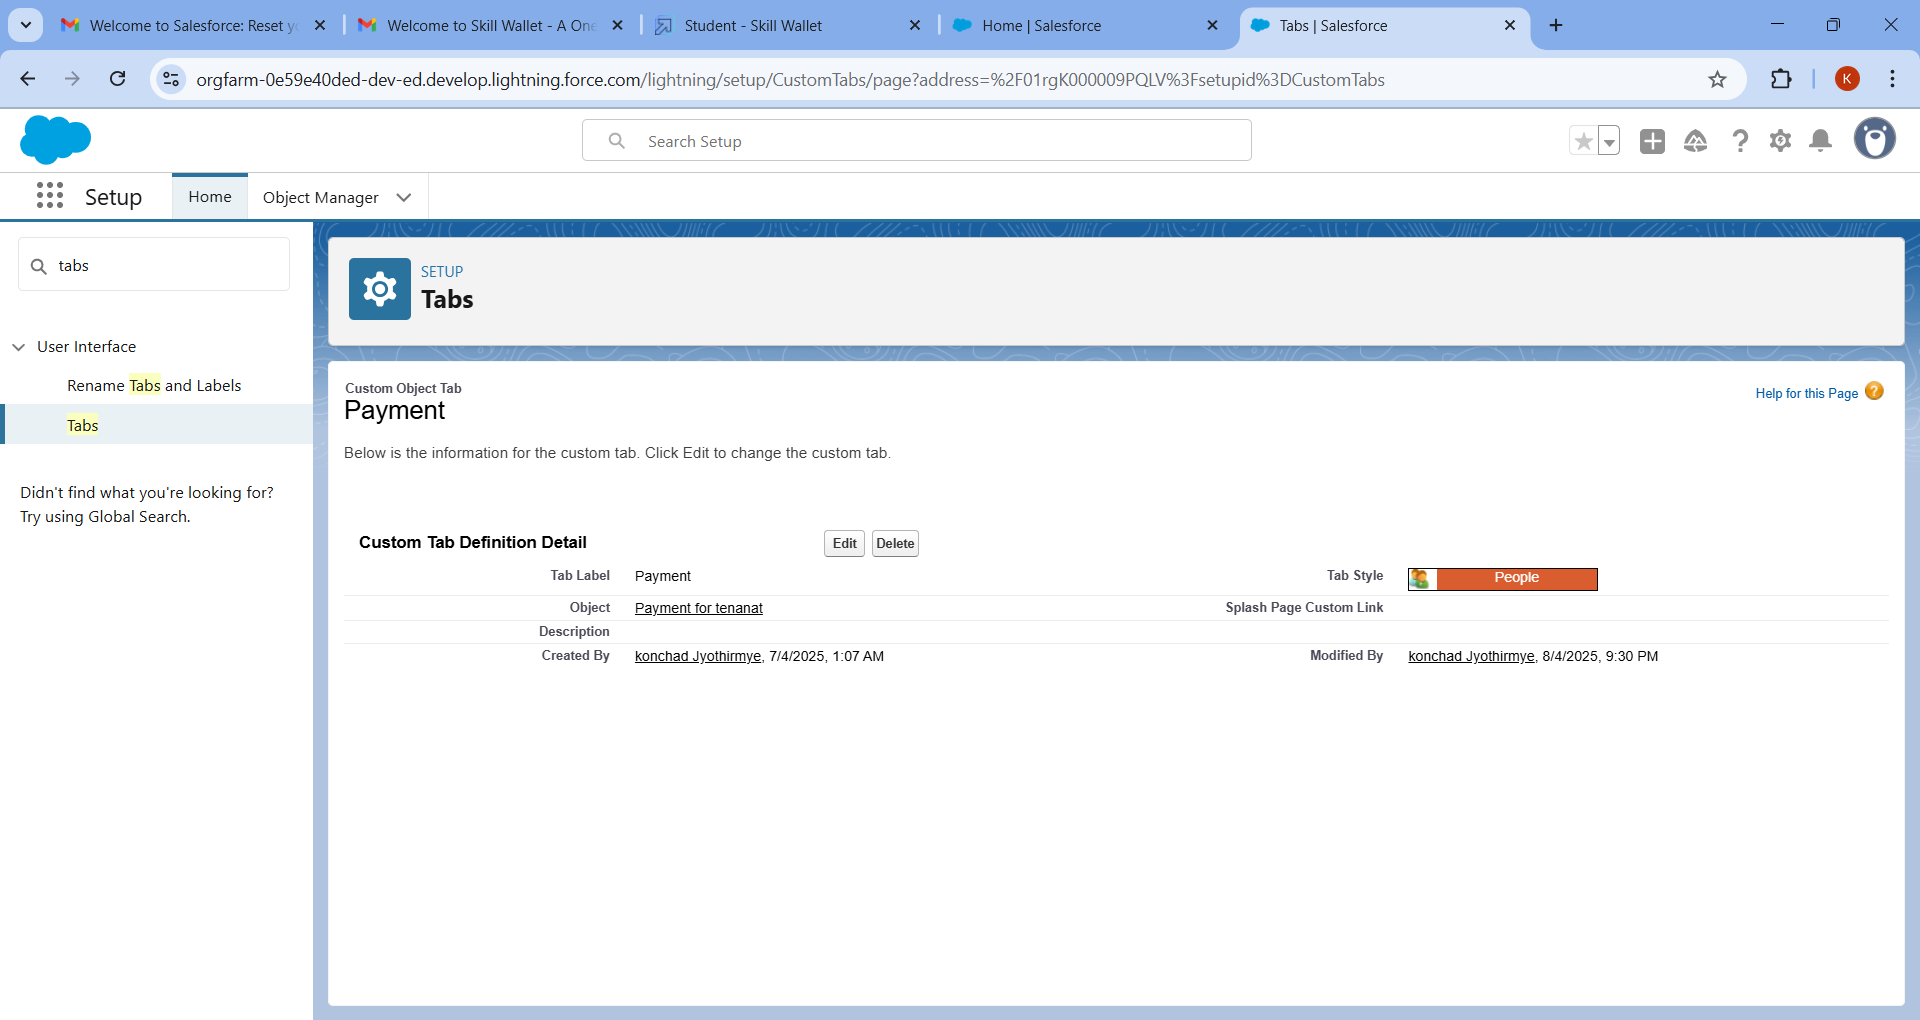 Welcome to Salesforce: Reset yo
Welcome to Skill Wallet - A One
Student - Skill Wallet
Home | Salesforce
Tabs | Salesforce
orgfarm-0e59e40ded-dev-ed.develop.lightning.force.com/lightning/setup/CustomTabs/page?address=%2F01rgK000009PQLV%3Fsetupid%3DCustomTabs
K
Search Setup
Setup
Home
Object Manager
tabs
User Interface
Rename Tabs and Labels
Tabs
Didn't find what you're looking for?
Try using Global Search.
SETUP
Tabs
Custom Object Tab
Payment
Help for this Page
Below is the information for the custom tab. Click Edit to change the custom tab.
Custom Tab Definition Detail
Edit
Delete
Tab Label Payment
Tab Style People
Object Payment for tenanat
Splash Page Custom Link
Description
Created By konchad Jyothirmye, 7/4/2025, 1:07 AM
Modified By konchad Jyothirmye, 8/4/2025, 9:30 PM